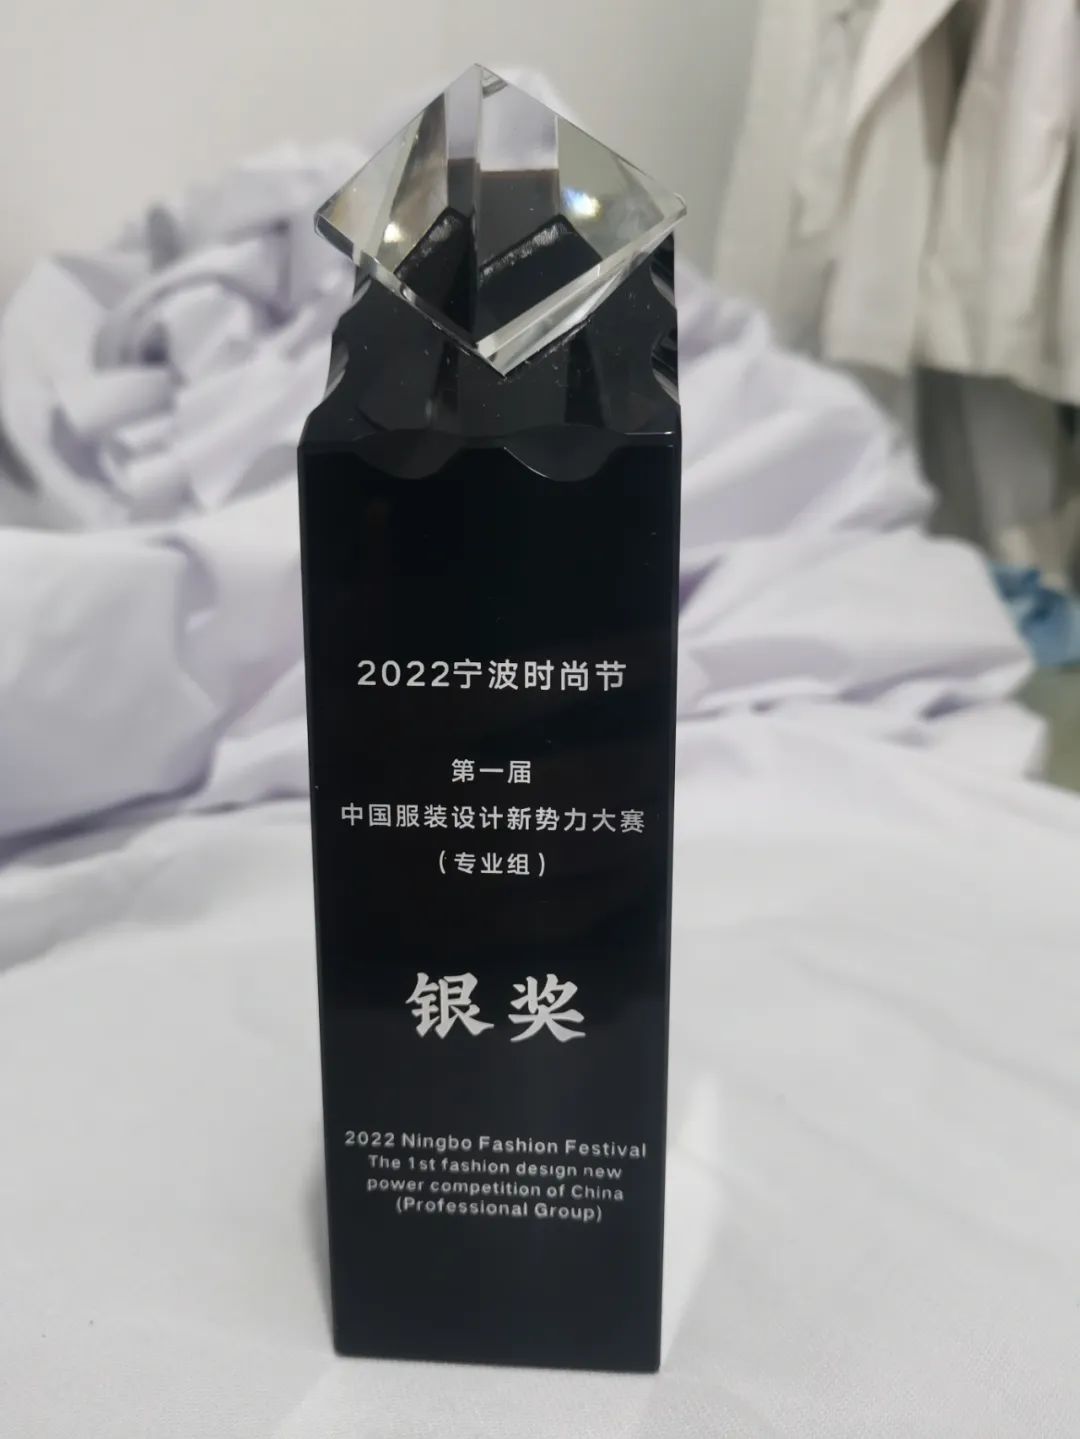 2022宁波时尚节
第一届
中国服装设计新势力大赛
（专业组）
银奖
2022 Ningbo Fashion Festival
The 1st fashion design new
power competition of China
(Professional Group)